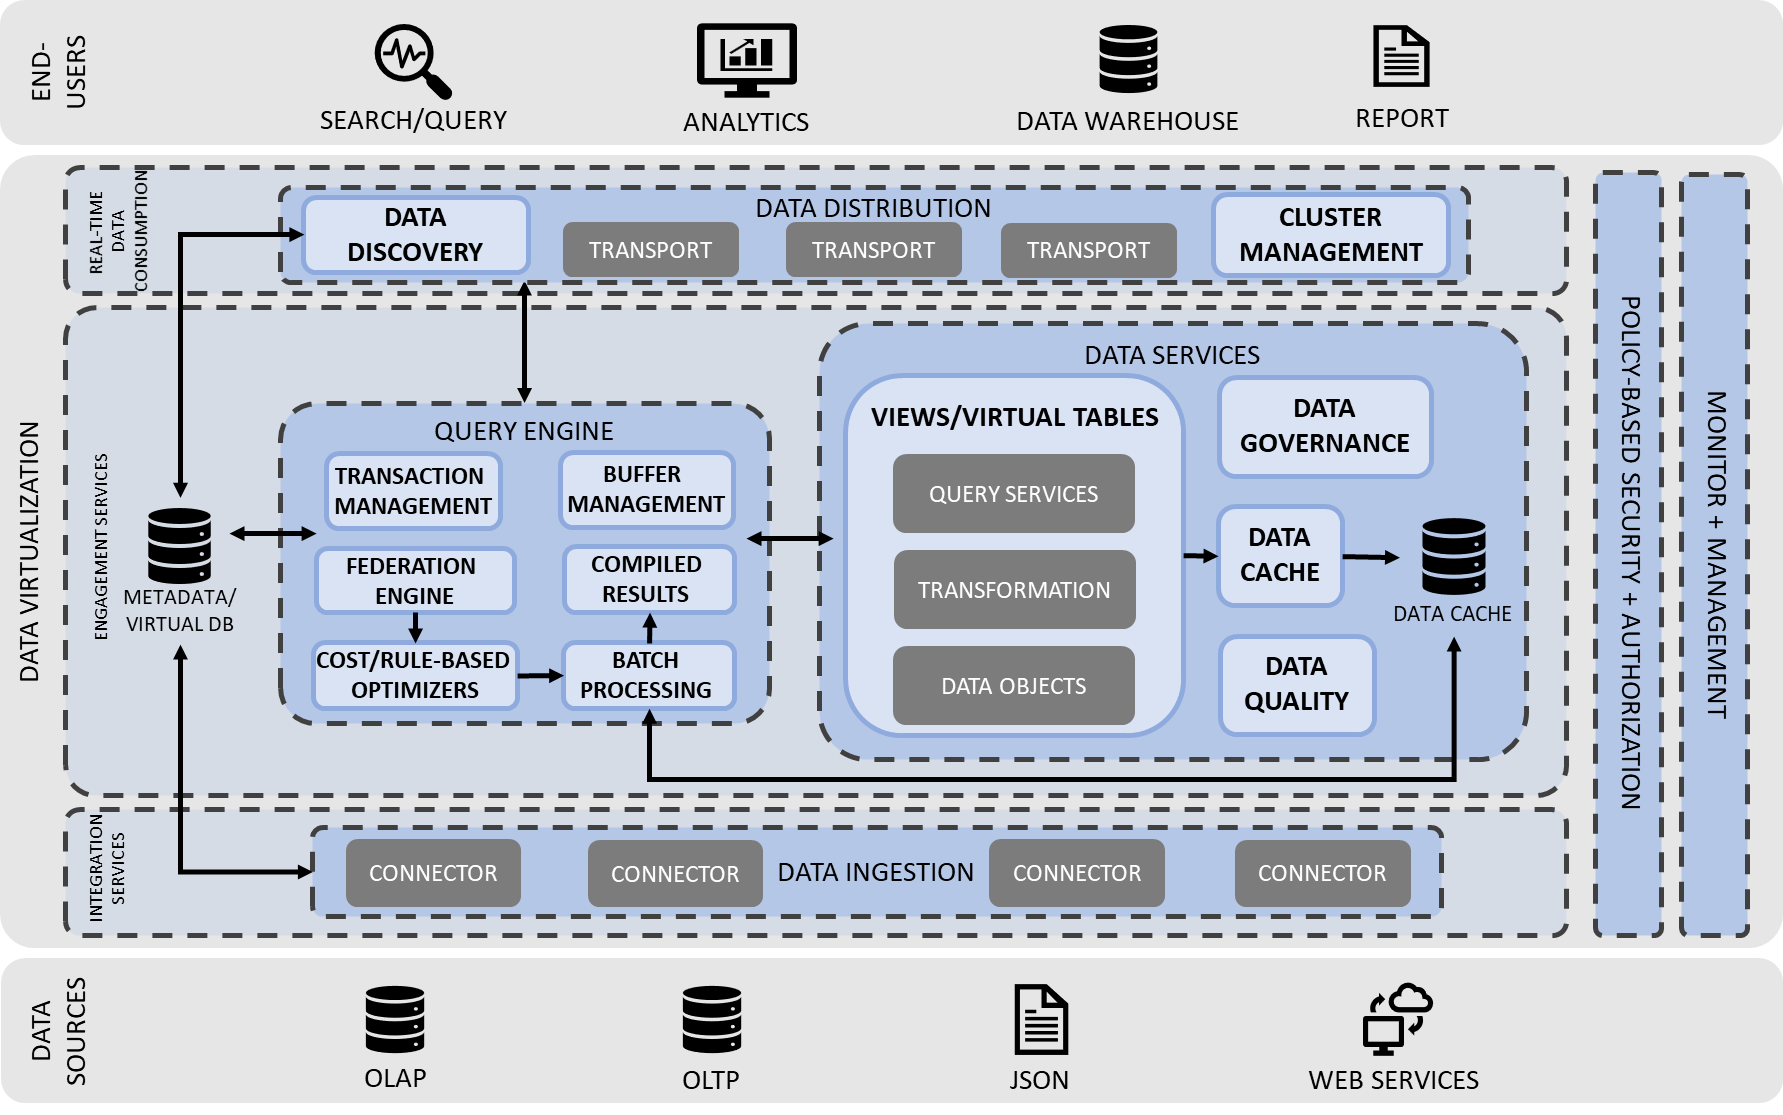 END-
USERS
SEARCH/QUERY
ANALYTICS
DATA WAREHOUSE
REPORT
DATA VIRTUALIZATION
REAL-TIME
DATA
CONSUMPTION
DATA DISTRIBUTION
DATA
DISCOVERY
TRANSPORT
TRANSPORT
TRANSPORT
CLUSTER
MANAGEMENT
ENGAGEMENT SERVICES
METADATA/
VIRTUAL DB
QUERY ENGINE
TRANSACTION
MANAGEMENT
BUFFER
MANAGEMENT
FEDERATION
ENGINE
COMPILED
RESULTS
COST/RULE-BASED
OPTIMIZERS
BATCH
PROCESSING
DATA SERVICES
VIEWS/VIRTUAL TABLES
QUERY SERVICES
TRANSFORMATION
DATA OBJECTS
DATA
GOVERNANCE
DATA
CACHE
DATA CACHE
DATA
QUALITY
INTEGRATION
SERVICES
CONNECTOR
CONNECTOR
DATA INGESTION
CONNECTOR
CONNECTOR
POLICY-BASED SECURITY + AUTHORIZATION
MONITOR + MANAGEMENT
DATA
SOURCES
OLAP
OLTP
JSON
WEB SERVICES